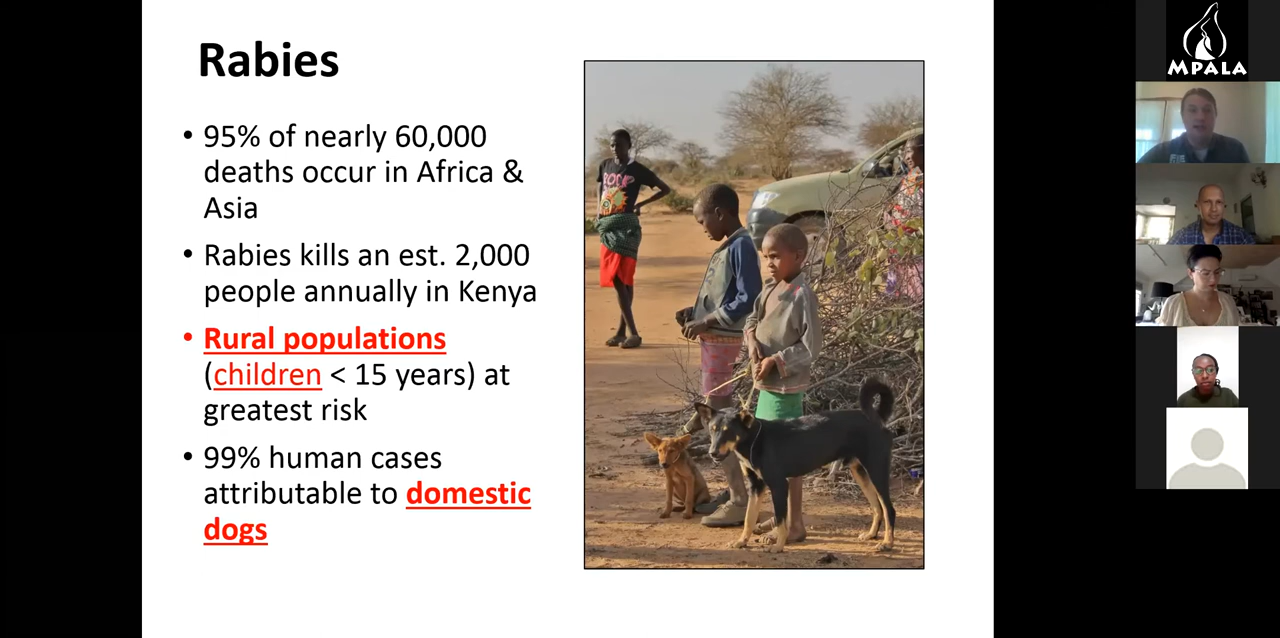 Rabies
• 95% of nearly 60,000
deaths occur in Africa &
Asia
• Rabies kills an est. 2,000
people annually in Kenya
• Rural populations
(children < 15 years) at
greatest risk
• 99% human cases
attributable to domestic
dogs
ROCK
MPALA